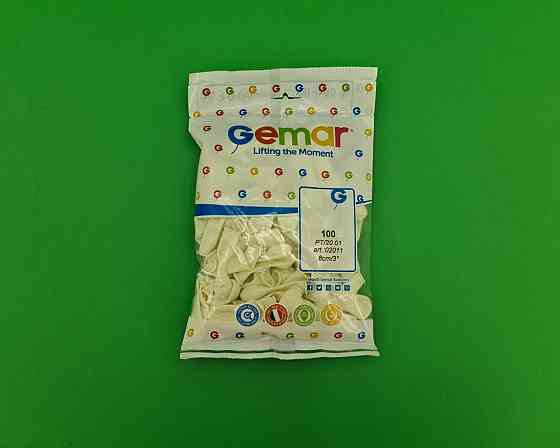 Gemar
Lifting the Moment
100
PT/20.01
art. 02011
8cm/3"